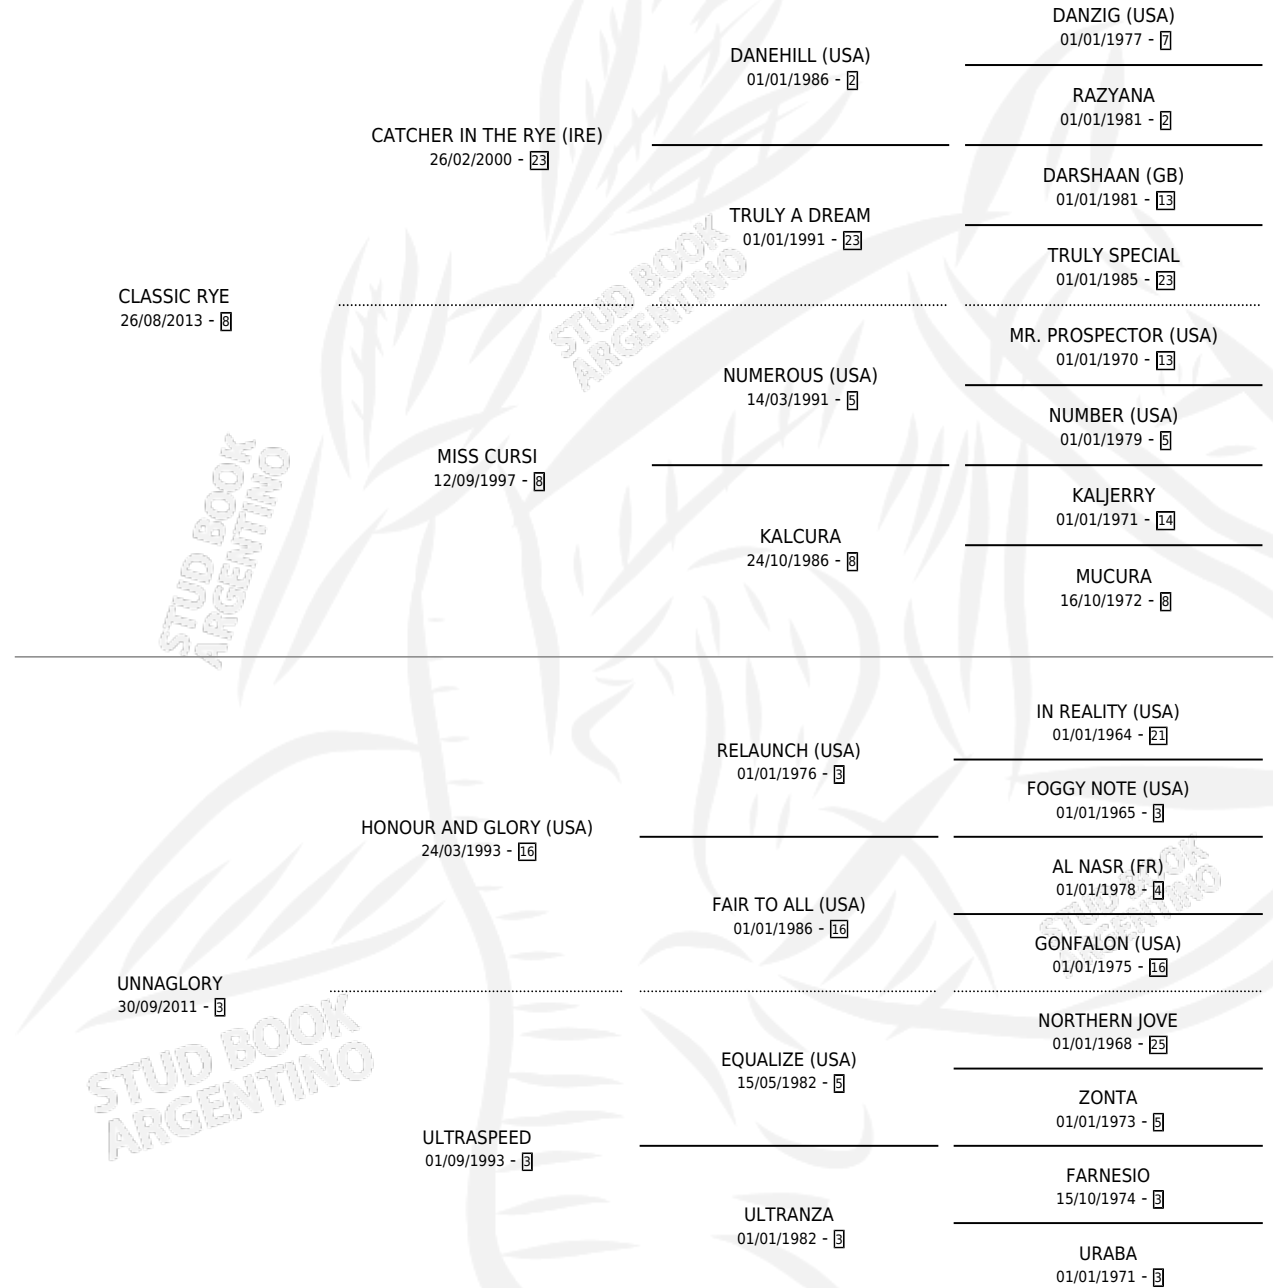 DANZIG (USA)
01/01/1977 - 7
DANEHILL (USA)
01/01/1986 - 2
RAZYANA
01/01/1981 - 2
CATCHER IN THE RYE (IRE)
26/02/2000 - 23
DARSHAAN (GB)
01/01/1981 - 13
TRULY A DREAM
01/01/1991 - 23
TRULY SPECIAL
01/01/1985 - 23
CLASSIC RYE
26/08/2013 - 8
MR. PROSPECTOR (USA)
01/01/1970 - 13
NUMEROUS (USA)
14/03/1991 - 5
NUMBER (USA)
01/01/1979 - 5
MISS CURSI
12/09/1997 - 8
KALJERRY
01/01/1971 - 14
KALCURA
24/10/1986 - 8
MUCURA
16/10/1972 - 8
IN REALITY (USA)
01/01/1964 - 21
RELAUNCH (USA)
01/01/1976 - 3
FOGGY NOTE (USA)
01/01/1965 - 3
HONOUR AND GLORY (USA)
24/03/1993 - 16
AL NASR (FR)
01/01/1978 - 4
FAIR TO ALL (USA)
01/01/1986 - 16
GONFALON (USA)
01/01/1975 - 16
UNNAGLORY
30/09/2011 - 3
NORTHERN JOVE
01/01/1968 - 25
EQUALIZE (USA)
15/05/1982 - 5
ZONTA
01/01/1973 - 5
ULTRASPEED
01/09/1993 - 3
FARNESIO
15/10/1974 - 3
ULTRANZA
01/01/1982 - 3
URABA
01/01/1971 - 3
STUD BOOK
ARGENTINO
STUD BOOK
ARGENTINO
STUD BOOK
ARGENTINO
STUD BOOK
ARGENTINO